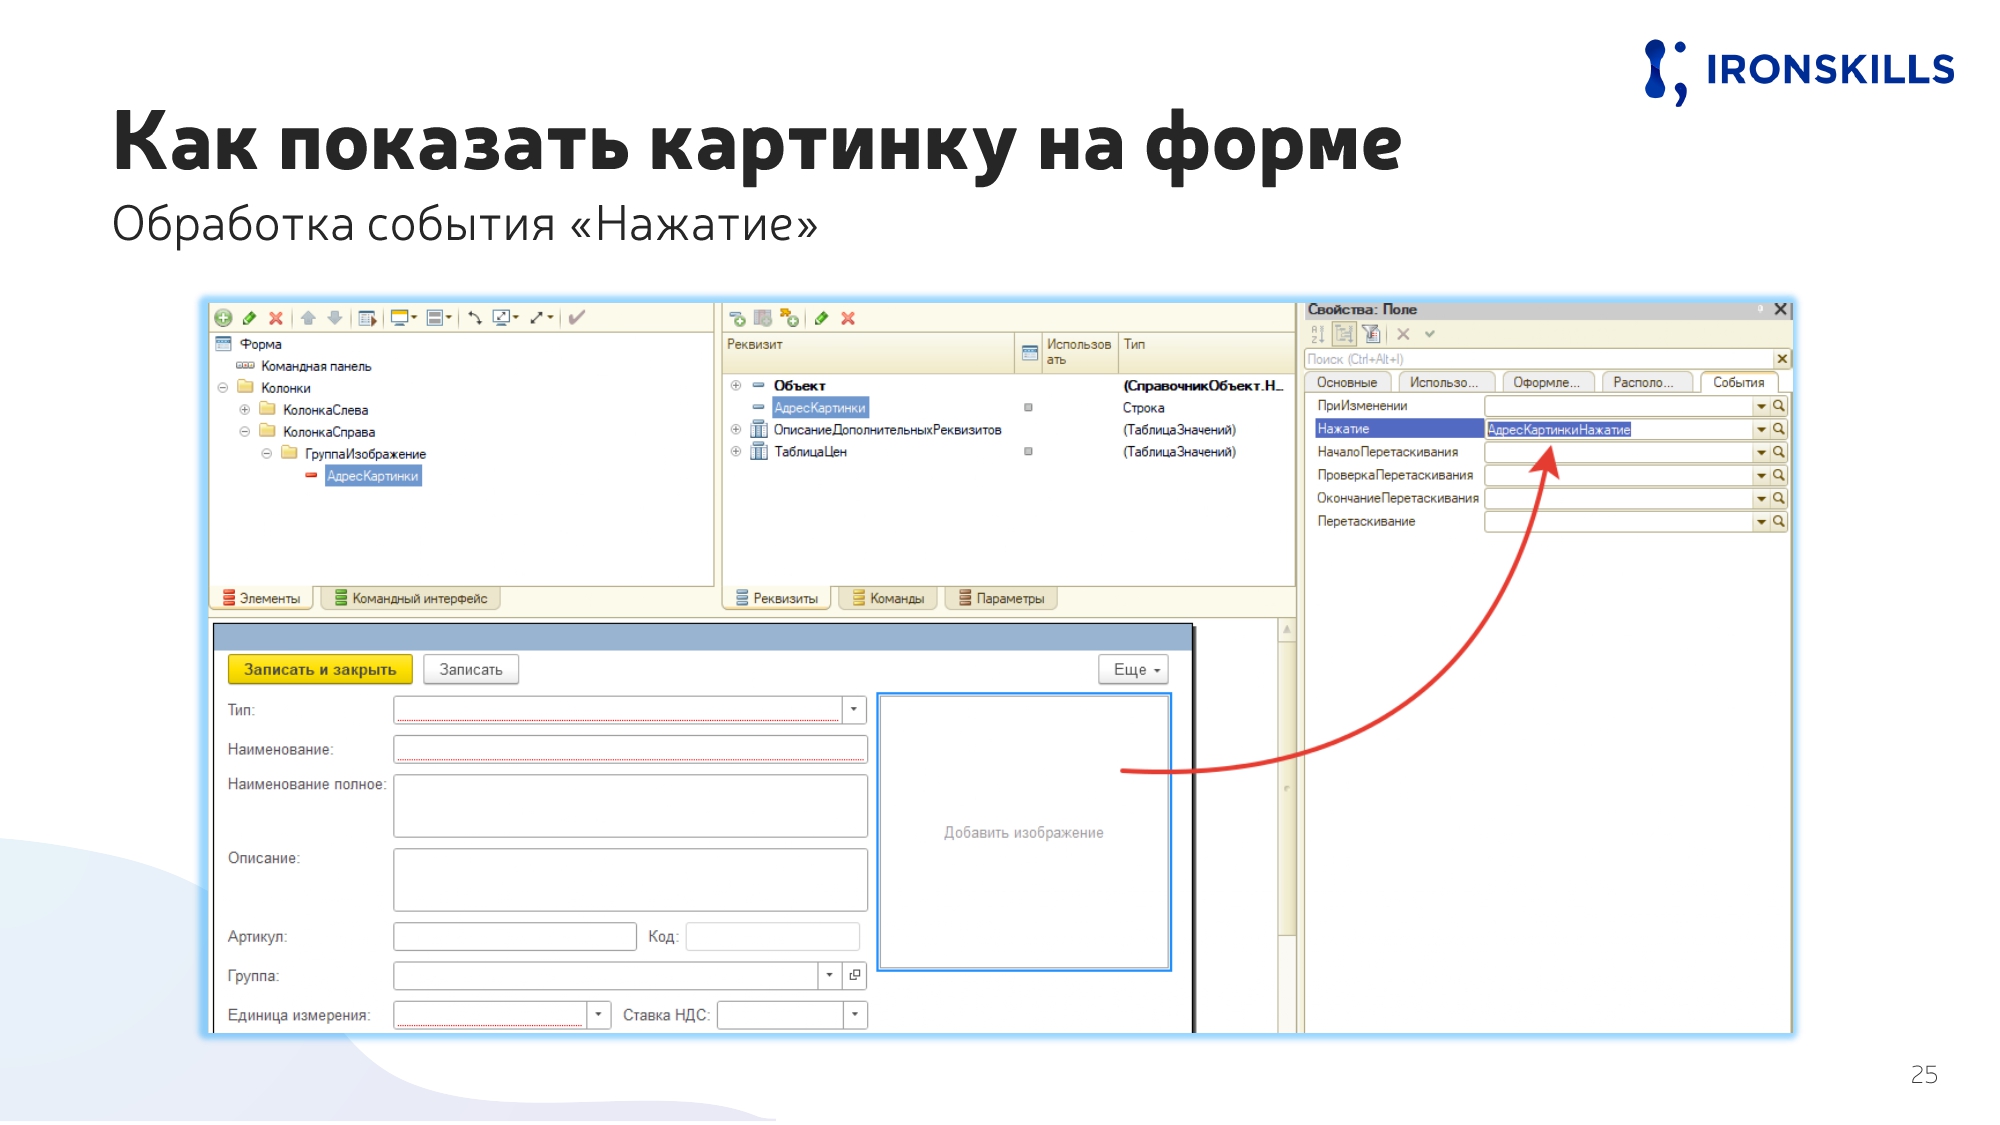 IRONSKILLS
Как показать картинку на форме
Обработка события «Нажатие»
Форма
Командная панель
Колонки
КолонкаСлева
КолонкаСправа
ГруппаИзображение
АдресКартинки
Элементы
Командный интерфейс
Реквизит
Использов
ать
Тип
Объект
(СправочникОбъект.Н...
АдресКартинки
Строка
ОписаниеДополнительныхРеквизитов
(ТаблицаЗначений)
ТаблицаЦен
(ТаблицаЗначений)
Реквизиты
Команды
Параметры
Свойства: Поле
Поиск (Ctrl+Alt+I)
Основные
Использо...
Оформле...
Располо...
События
ПриИзменении
Нажатие
АдресКартинкиНажатие
НачалоПеретаскивания
ПроверкаПеретаскивания
ОкончаниеПеретаскивания
Перетаскивание
Записать и закрыть
Записать
Еще
Тип:
Наименование:
Наименование полное:
Добавить изображение
Описание:
Артикул:
Код:
Группа:
Единица измерения:
Ставка НДС:
25